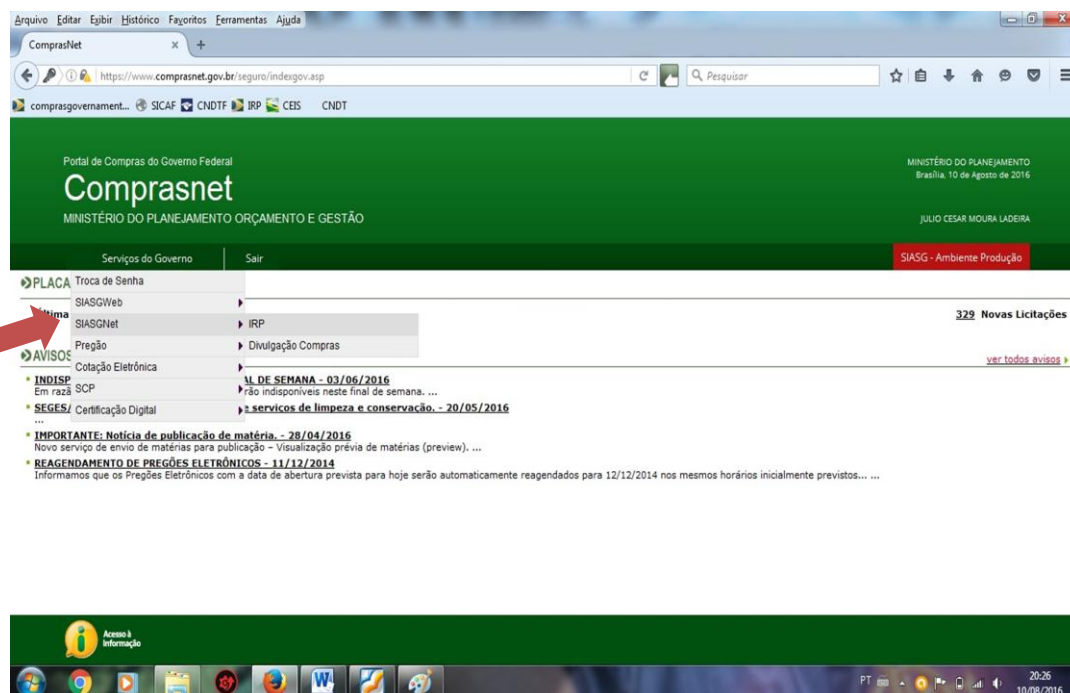 Arquivo Editar Exibir Histórico Favoritos Ferramentas Ajuda
ComprasNet x +
https://www.comprasnet.gov.br/seguro/indexgov.asp Pesquisar
comprasgovernament... SICAF CNDTF IRP CEIS CNDT
Portal de Compras do Governo Federal
Comprasnet
MINISTÉRIO DO PLANEJAMENTO ORÇAMENTO E GESTÃO
MINISTÉRIO DO PLANEJAMENTO
Brasília, 10 de Agosto de 2016
JULIO CESAR MOURA LADEIRA
Serviços do Governo Sair SIASG - Ambiente Produção
PLACA
Troca de Senha
SIASGWeb
SIASGNet
Pregão
Cotação Eletrônica
SCP
Certificação Digital
IRP
Divulgação Compras
329 Novas Licitações
AVISOS
ver todos avisos
INDISP AL DE SEMANA - 03/06/2016
Em razã rão indisponíveis neste final de semana. ...
SEGES/ e serviços de limpeza e conservação. - 20/05/2016
...
IMPORTANTE: Notícia de publicação de matéria. - 28/04/2016
Novo serviço de envio de matérias para publicação – Visualização prévia de matérias (preview). ...
REAGENDAMENTO DE PREGÕES ELETRÔNICOS - 11/12/2014
Informamos que os Pregões Eletrônicos com a data de abertura prevista para hoje serão automaticamente reagendados para 12/12/2014 nos mesmos horários inicialmente previstos... ...
Acesso à
Informação
PT 20:26
10/08/2016